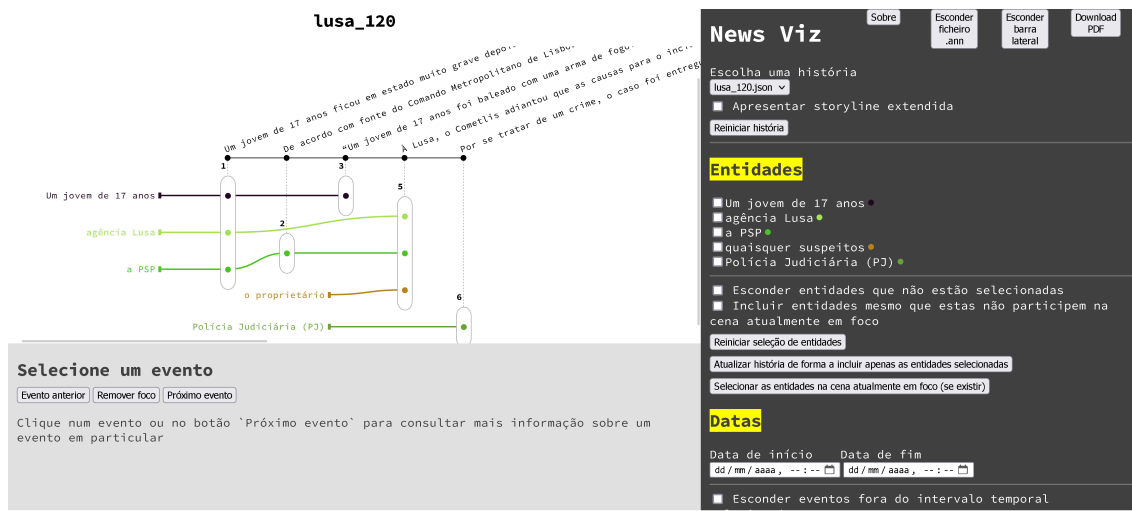 lusa_120
Um jovem de 17 anos ficou em estado muito grave depo
De acordo com fonte do Comando Metropolitano de Lisbo
“Um jovem de 17 anos foi baleado com uma arma de fogo
À Lusa, o Cometlis adiantou que as causas para o inci
Por se tratar de um crime, o caso foi entreg
1
3
5
Um jovem de 17 anos
2
agência Lusa
a PSP
o proprietário
6
Polícia Judiciária (PJ)
Selecione um evento
Evento anterior Remover foco Próximo evento
Clique num evento ou no botão `Próximo evento` para consultar mais informação sobre um
evento em particular
News Viz
Sobre
Esconder
ficheiro
.ann
Esconder
barra
lateral
Download
PDF
Escolha uma história
lusa_120.json
Apresentar storyline extendida
Reiniciar história
Entidades
Um jovem de 17 anos
agência Lusa
a PSP
quaisquer suspeitos
Polícia Judiciária (PJ)
Esconder entidades que não estão selecionadas
Incluir entidades mesmo que estas não participem na
cena atualmente em foco
Reiniciar seleção de entidades
Atualizar história de forma a incluir apenas as entidades selecionadas
Selecionar as entidades na cena atualmente em foco (se existir)
Datas
Data de início Data de fim
dd/mm/aaaa, --:-- dd/mm/aaaa, --:--
Esconder eventos fora do intervalo temporal